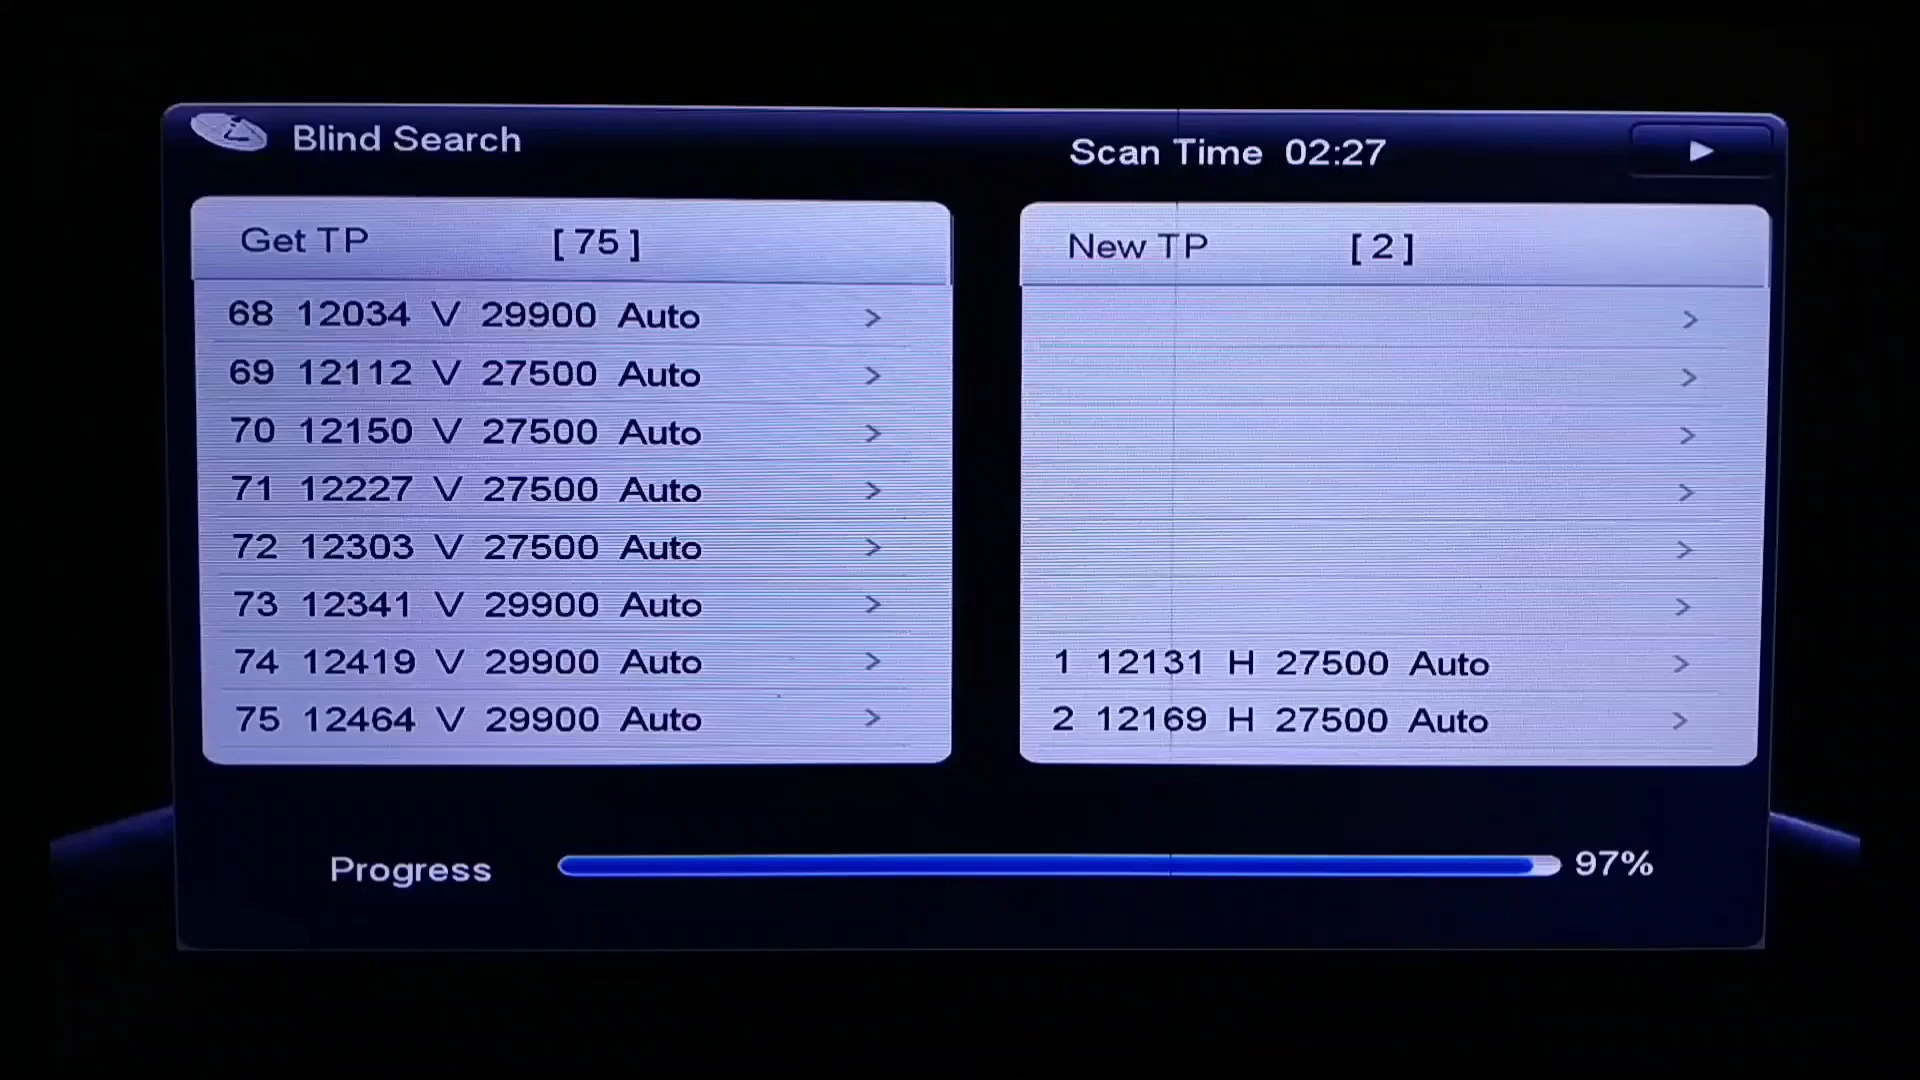 Blind Search
Scan Time 02:27
Get TP [ 75 ]
68 12034 V 29900 Auto >
69 12112 V 27500 Auto >
70 12150 V 27500 Auto >
71 12227 V 27500 Auto >
72 12303 V 27500 Auto >
73 12341 V 29900 Auto >
74 12419 V 29900 Auto >
75 12464 V 29900 Auto >
New TP [ 2 ]
1 12131 H 27500 Auto >
2 12169 H 27500 Auto >
Progress 97%